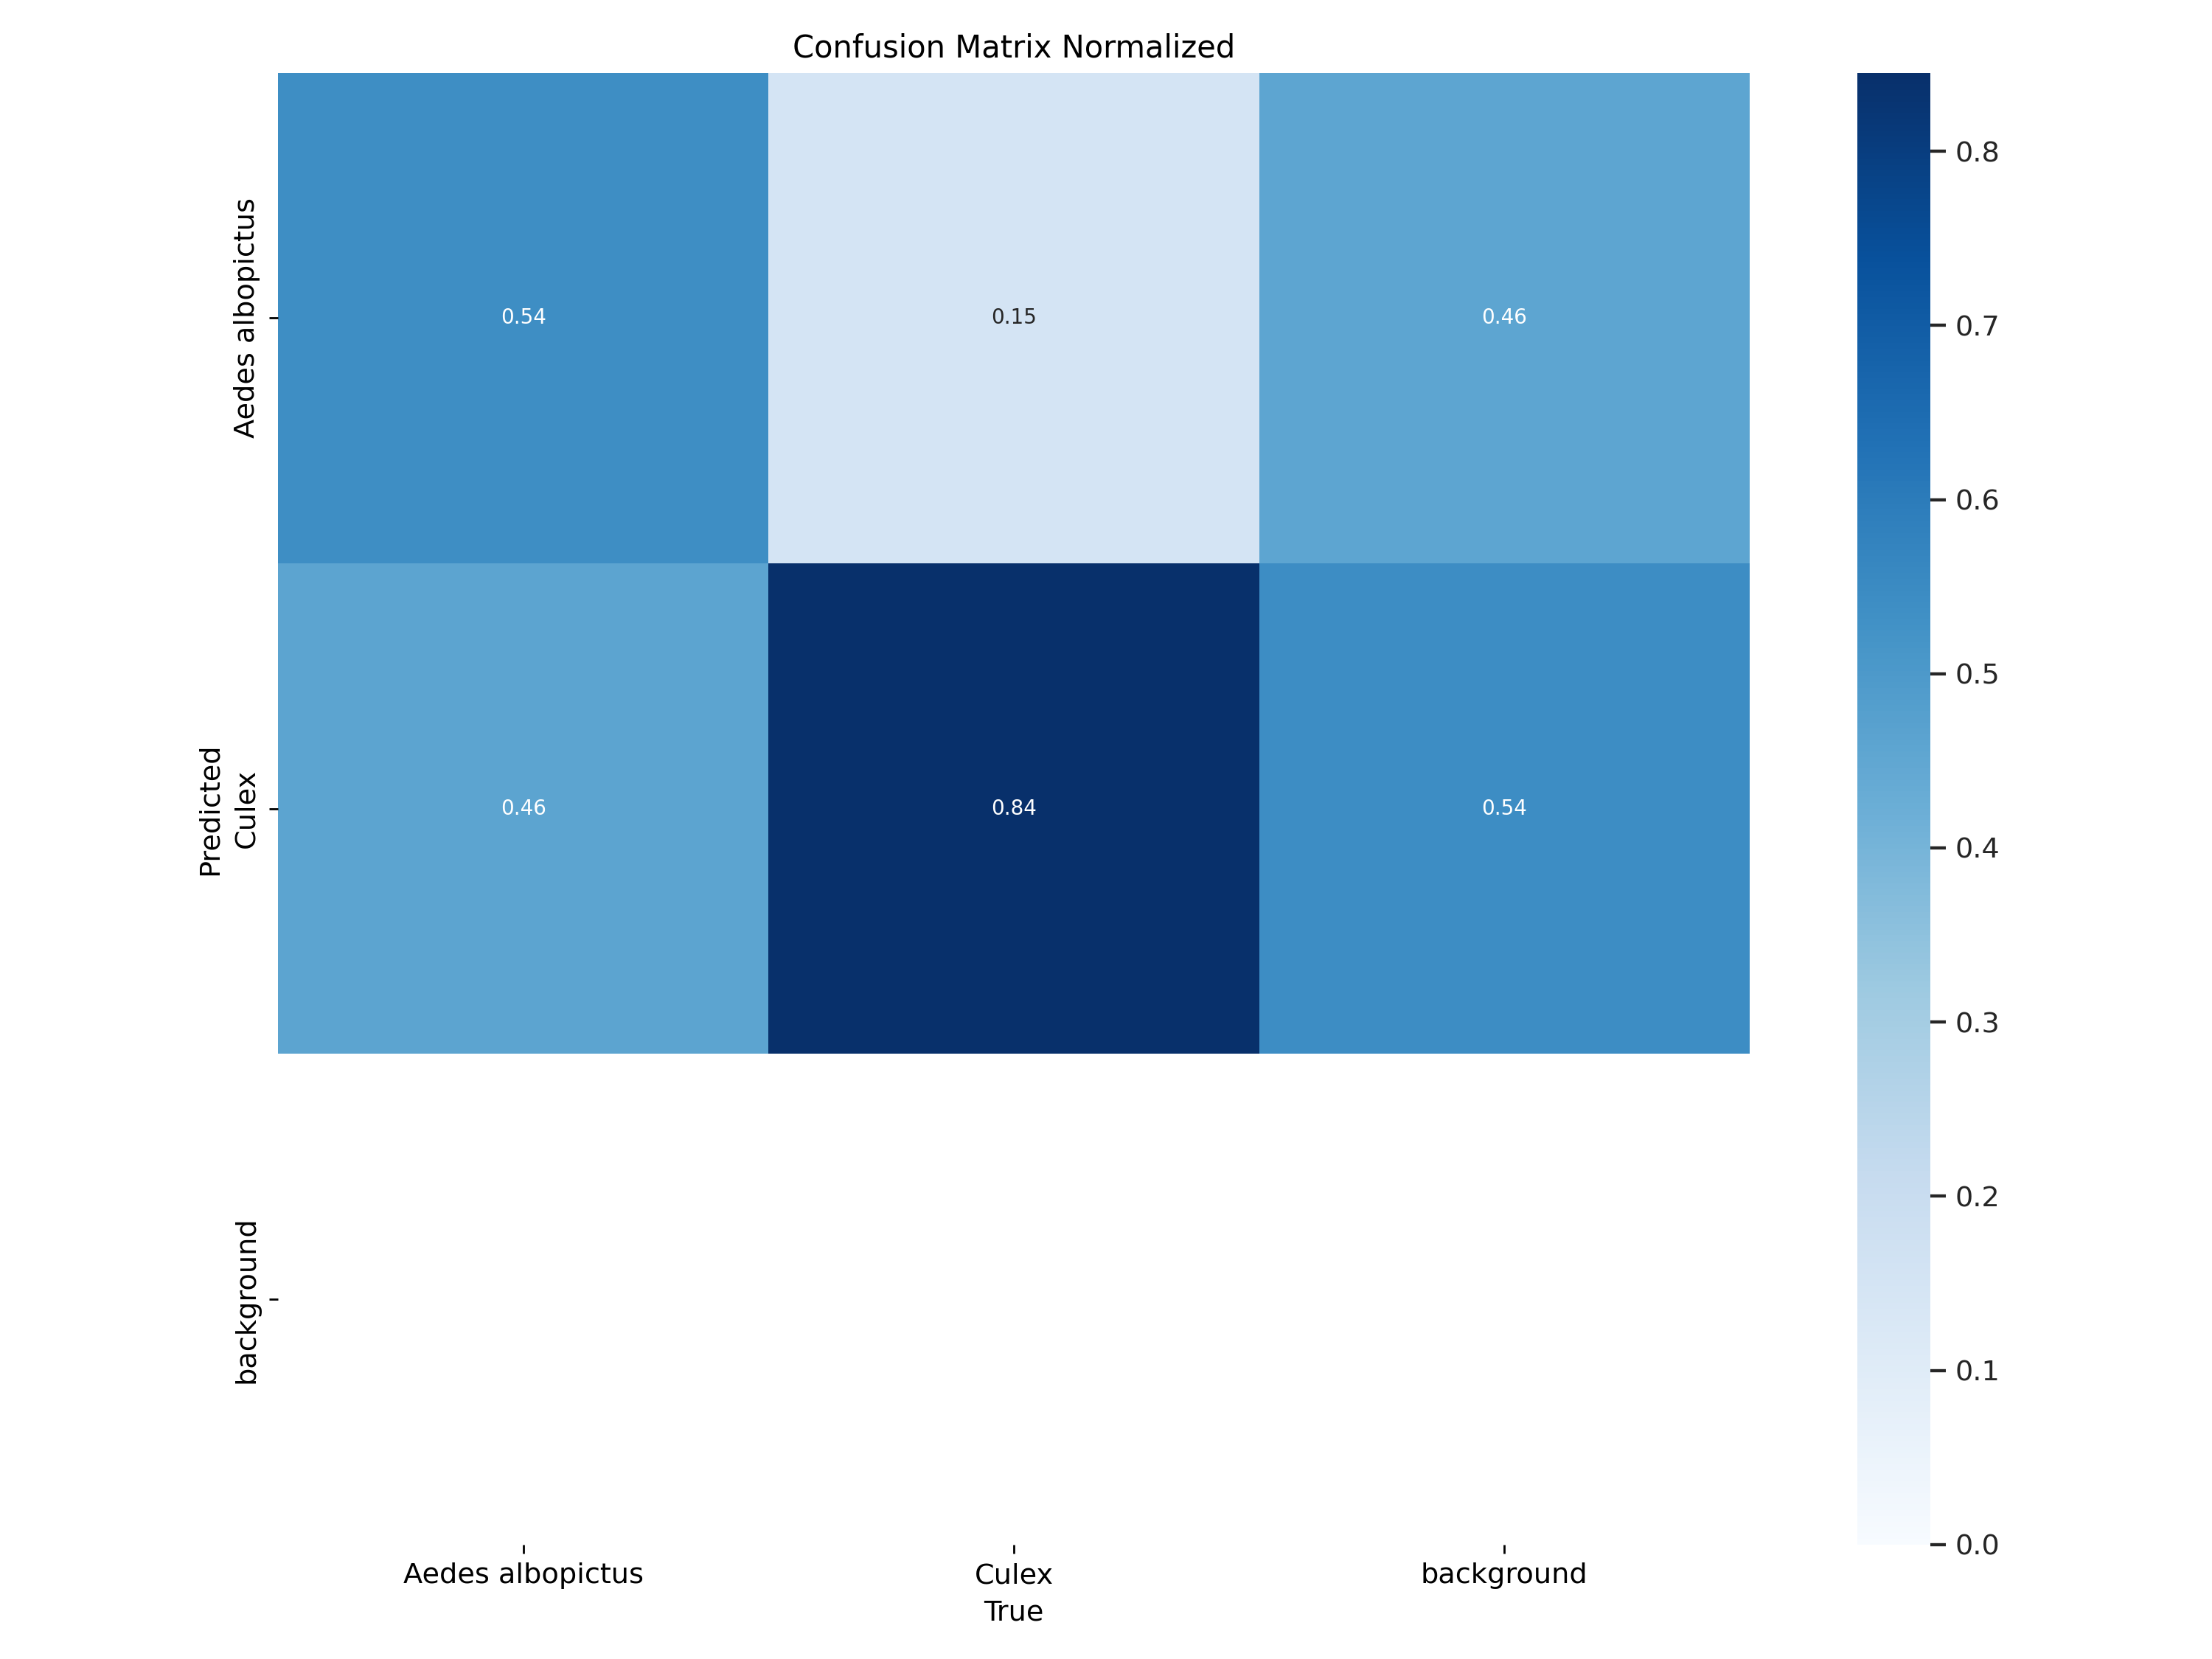 Confusion Matrix Normalized
Aedes albopictus
0.54
0.15
0.46
Predicted
Culex
0.46
0.84
0.54
background
Aedes albopictus
Culex
background
True
0.8
0.7
0.6
0.5
0.4
0.3
0.2
0.1
0.0